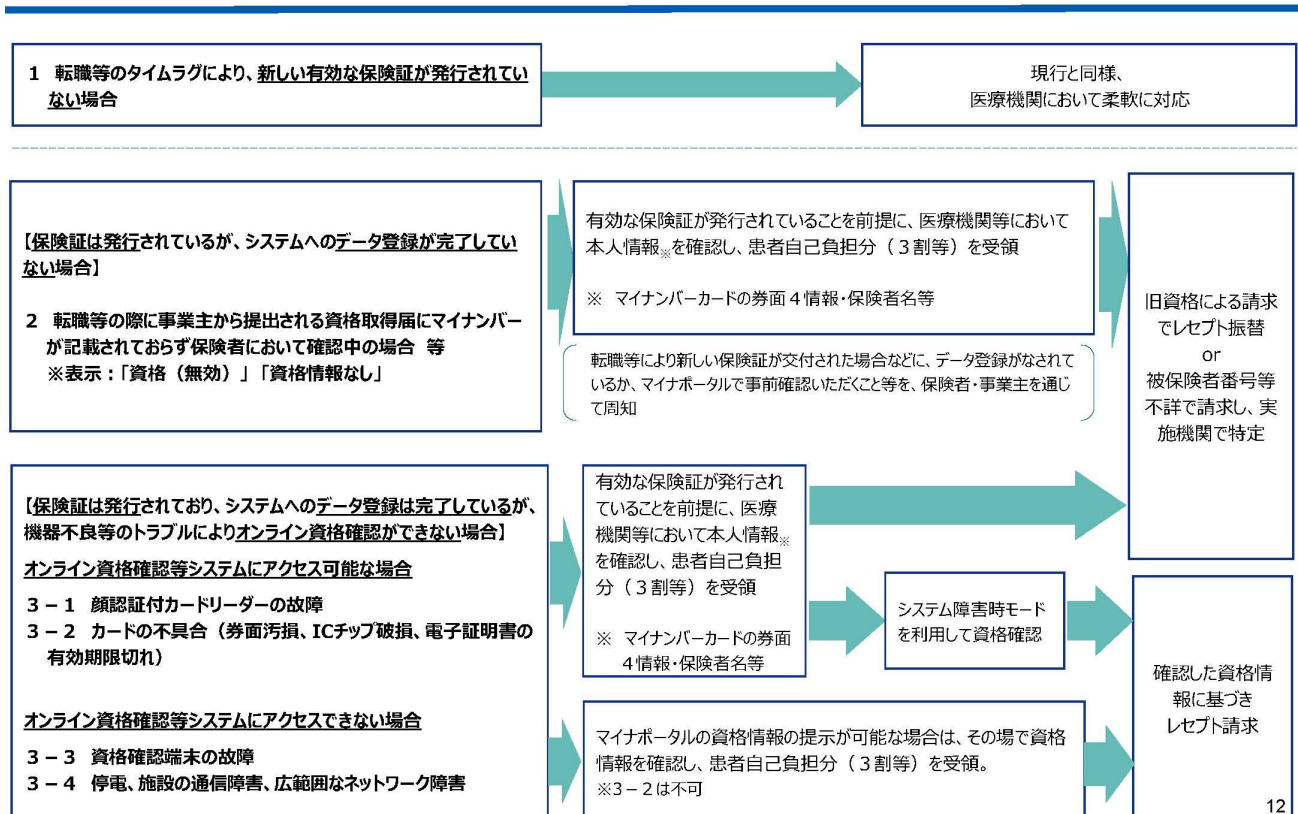 1 転職等のタイムラグにより、新しい有効な保険証が発行されてい
ない場合
現行と同様、
医療機関において柔軟に対応
【保険証は発行されているが、システムへのデータ登録が完了してい
ない場合】
2 転職等の際に事業主から提出される資格取得届にマイナンバー
が記載されておらず保険者において確認中の場合 等
※表示：「資格（無効）」「資格情報なし」
有効な保険証が発行されていることを前提に、医療機関等において
本人情報※を確認し、患者自己負担分（３割等）を受領
※ マイナンバーカードの券面４情報・保険者名等
転職等により新しい保険証が交付された場合などに、データ登録がなされて
いるか、マイナポータルで事前確認いただくこと等を、保険者・事業主を通じ
て周知
旧資格による請求
でレセプト振替
or
被保険者番号等
不詳で請求し、実
施機関で特定
【保険証は発行されており、システムへのデータ登録は完了しているが、
機器不良等のトラブルによりオンライン資格確認ができない場合】
オンライン資格確認等システムにアクセス可能な場合
３－１ 顔認証付カードリーダーの故障
３－２ カードの不具合（券面汚損、ICチップ破損、電子証明書の
有効期限切れ）
オンライン資格確認等システムにアクセスできない場合
３－３ 資格確認端末の故障
３－４ 停電、施設の通信障害、広範囲なネットワーク障害
有効な保険証が発行され
ていることを前提に、医療
機関等において本人情報※
を確認し、患者自己負担
分（３割等）を受領
※ マイナンバーカードの券面
４情報・保険者名等
システム障害時モード
を利用して資格確認
マイナポータルの資格情報の提示が可能な場合は、その場で資格
情報を確認し、患者自己負担分（３割等）を受領。
※３－２は不可
確認した資格情
報に基づき
レセプト請求
12